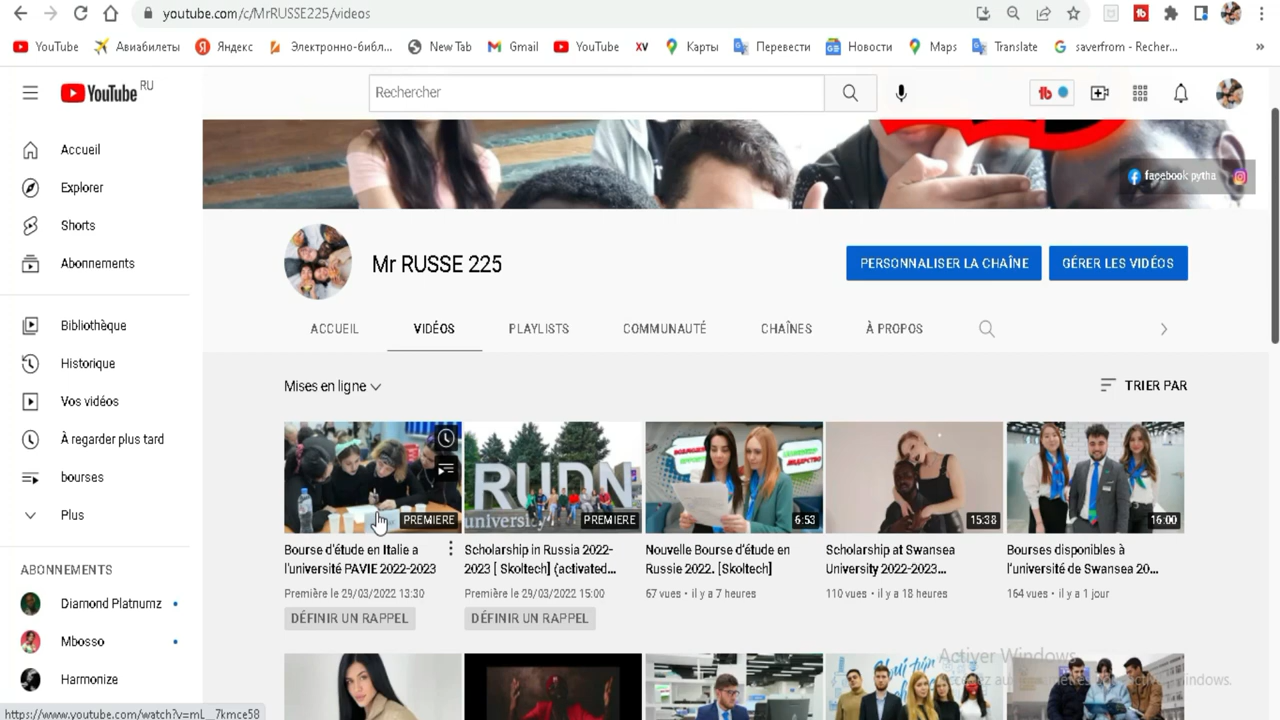 youtube.com/c/MrRUSSE225/videos
YouTube
Авиабилеты
Яндекс
Электронно-библ...
New Tab
Gmail
YouTube
XV
Карты
Перевести
Новости
Maps
Translate
saverfrom - Recher...
»
YouTube RU
Rechercher
Accueil
Explorer
Shorts
Abonnements
Bibliothèque
Historique
Vos vidéos
À regarder plus tard
bourses
Plus
ABONNEMENTS
Diamond Platnumz
Mbosso
Harmonize
facebook pytha
Mr RUSSE 225
PERSONNALISER LA CHAÎNE
GÉRER LES VIDÉOS
ACCUEIL
VIDÉOS
PLAYLISTS
COMMUNAUTÉ
CHAÎNES
À PROPOS
Mises en ligne
TRIER PAR
PREMIERE
Bourse d'étude en Italie a
l'université PAVIE 2022-2023
Première le 29/03/2022 13:30
DÉFINIR UN RAPPEL
RUDN
university
PREMIERE
Scholarship in Russia 2022-
2023 [ Skoltech] (activated...
Première le 29/03/2022 15:00
DÉFINIR UN RAPPEL
6:53
Nouvelle Bourse d'étude en
Russie 2022. [Skoltech]
67 vues • il y a 7 heures
15:38
Scholarship at Swansea
University 2022-2023...
110 vues • il y a 18 heures
16:00
Bourses disponibles à
l'université de Swansea 20...
164 vues • il y a 1 jour
Activer Windows
https://www.youtube.com/watch?v=mL_7kmce58